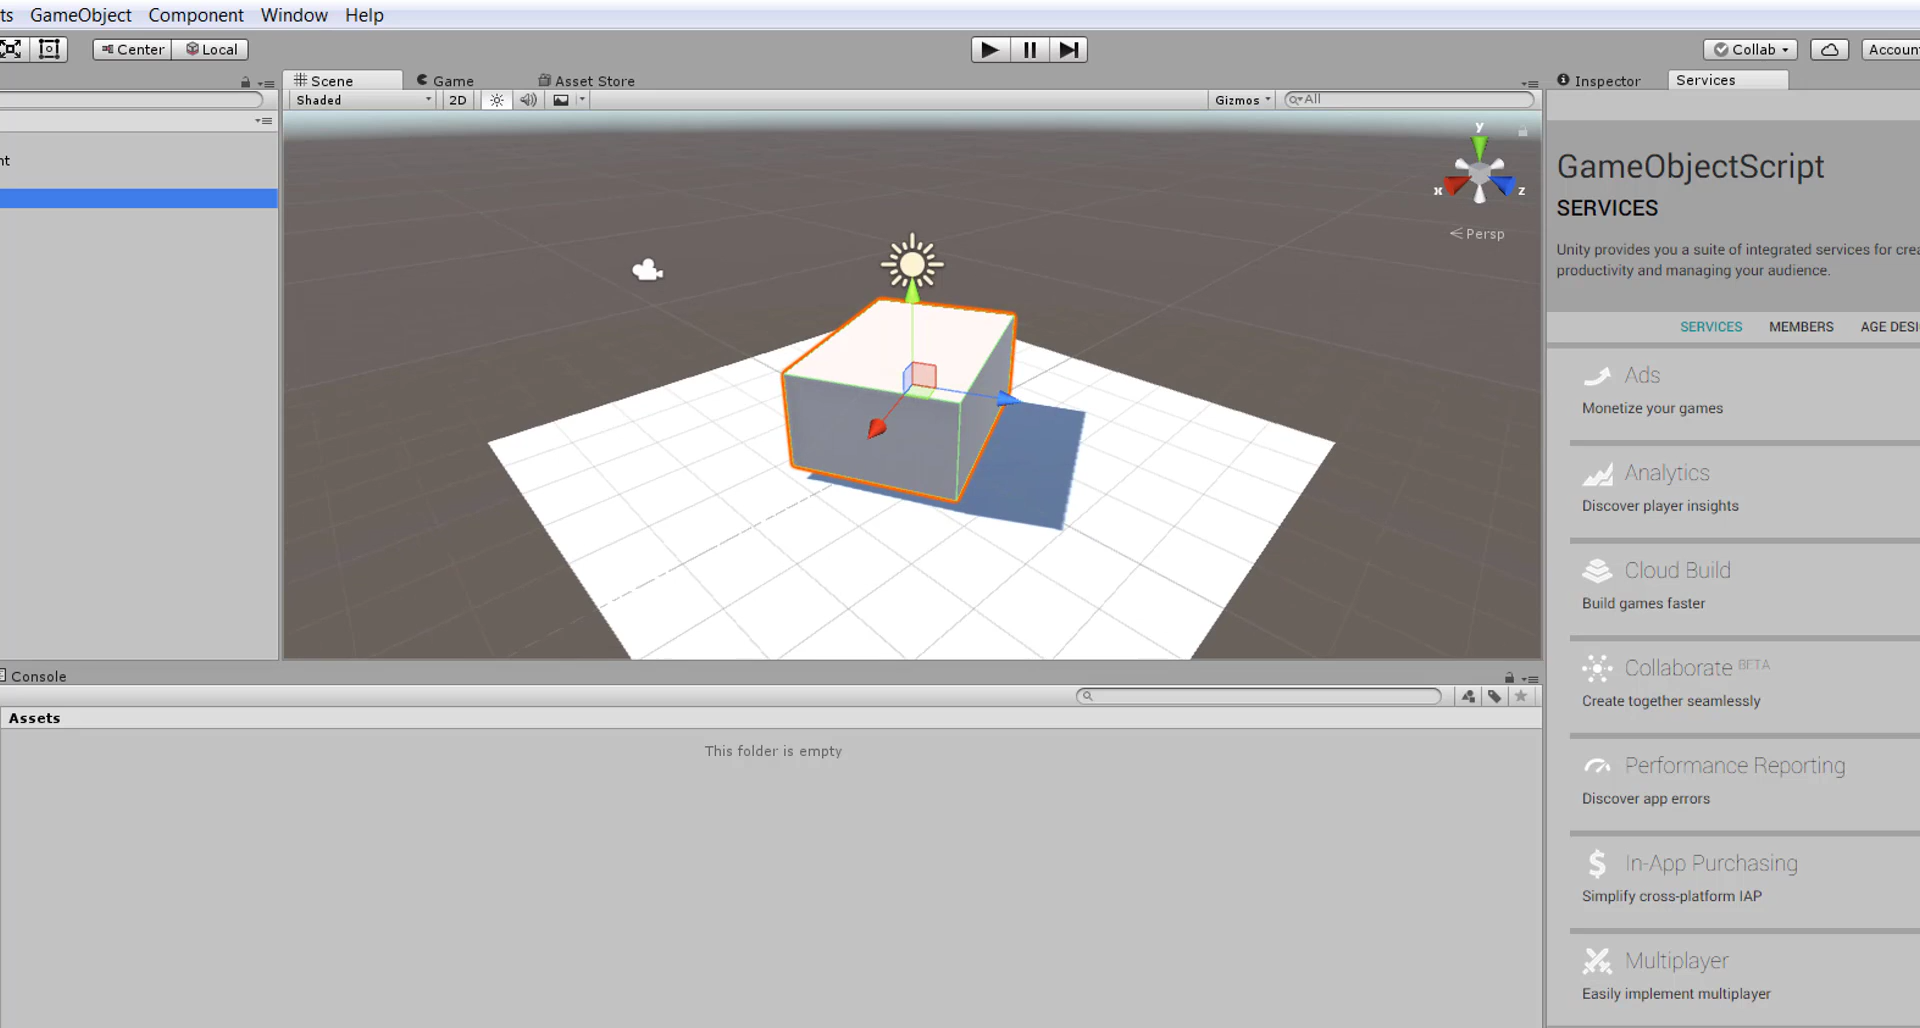 ts GameObject Component Window Help
Center Local
Collab
Accoun
Scene Game Asset Store
Inspector Services
Shaded 2D
Gizmos All
nt
y
x z
Persp
GameObjectScript
SERVICES
Unity provides you a suite of integrated services for crea
productivity and managing your audience.
SERVICES MEMBERS AGE DESI
Ads
Monetize your games
Analytics
Discover player insights
Cloud Build
Build games faster
Collaborate BETA
Create together seamlessly
Performance Reporting
Discover app errors
In-App Purchasing
Simplify cross-platform IAP
Multiplayer
Easily implement multiplayer
Console
Assets
This folder is empty